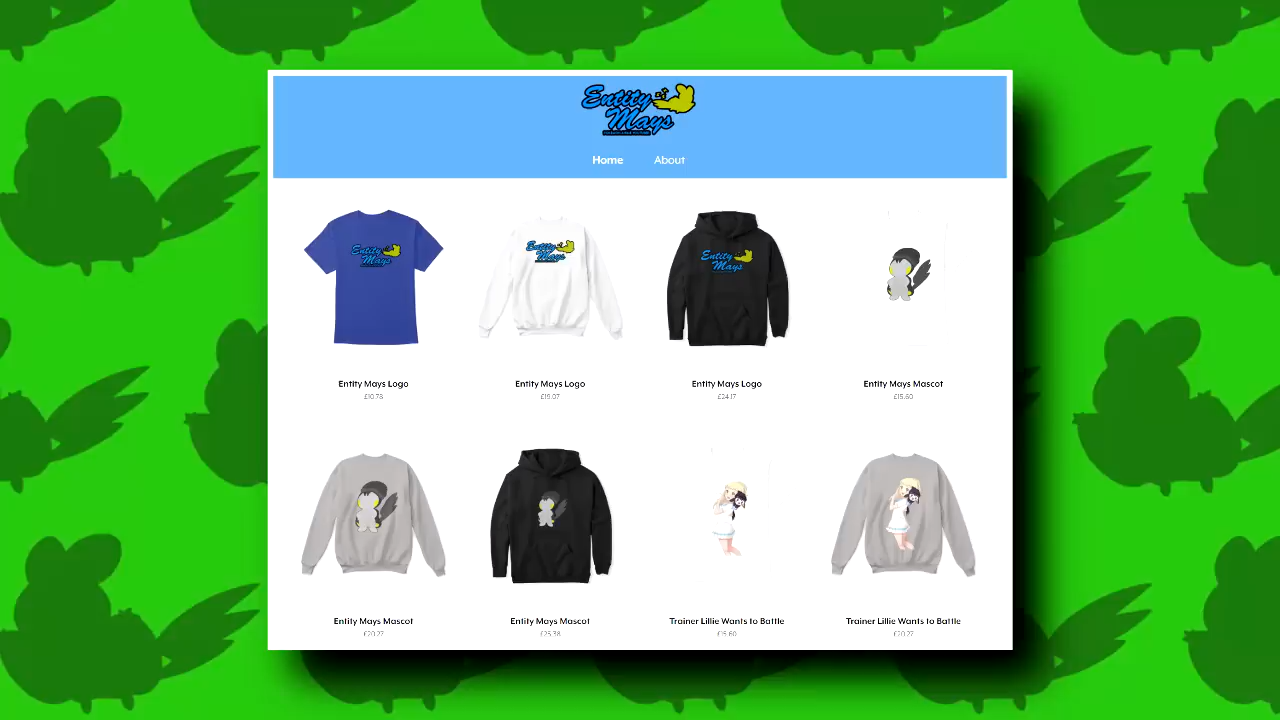 Entity
Mays
Home About
Entity Mays
Entity Mays
Entity Mays
Entity Mays Logo
£10.78
Entity Mays Logo
£19.07
Entity Mays Logo
£24.17
Entity Mays Mascot
£15.60
Entity Mays Mascot
£20.27
Entity Mays Mascot
£25.38
Trainer Lillie Wants to Battle
£15.60
Trainer Lillie Wants to Battle
£20.27